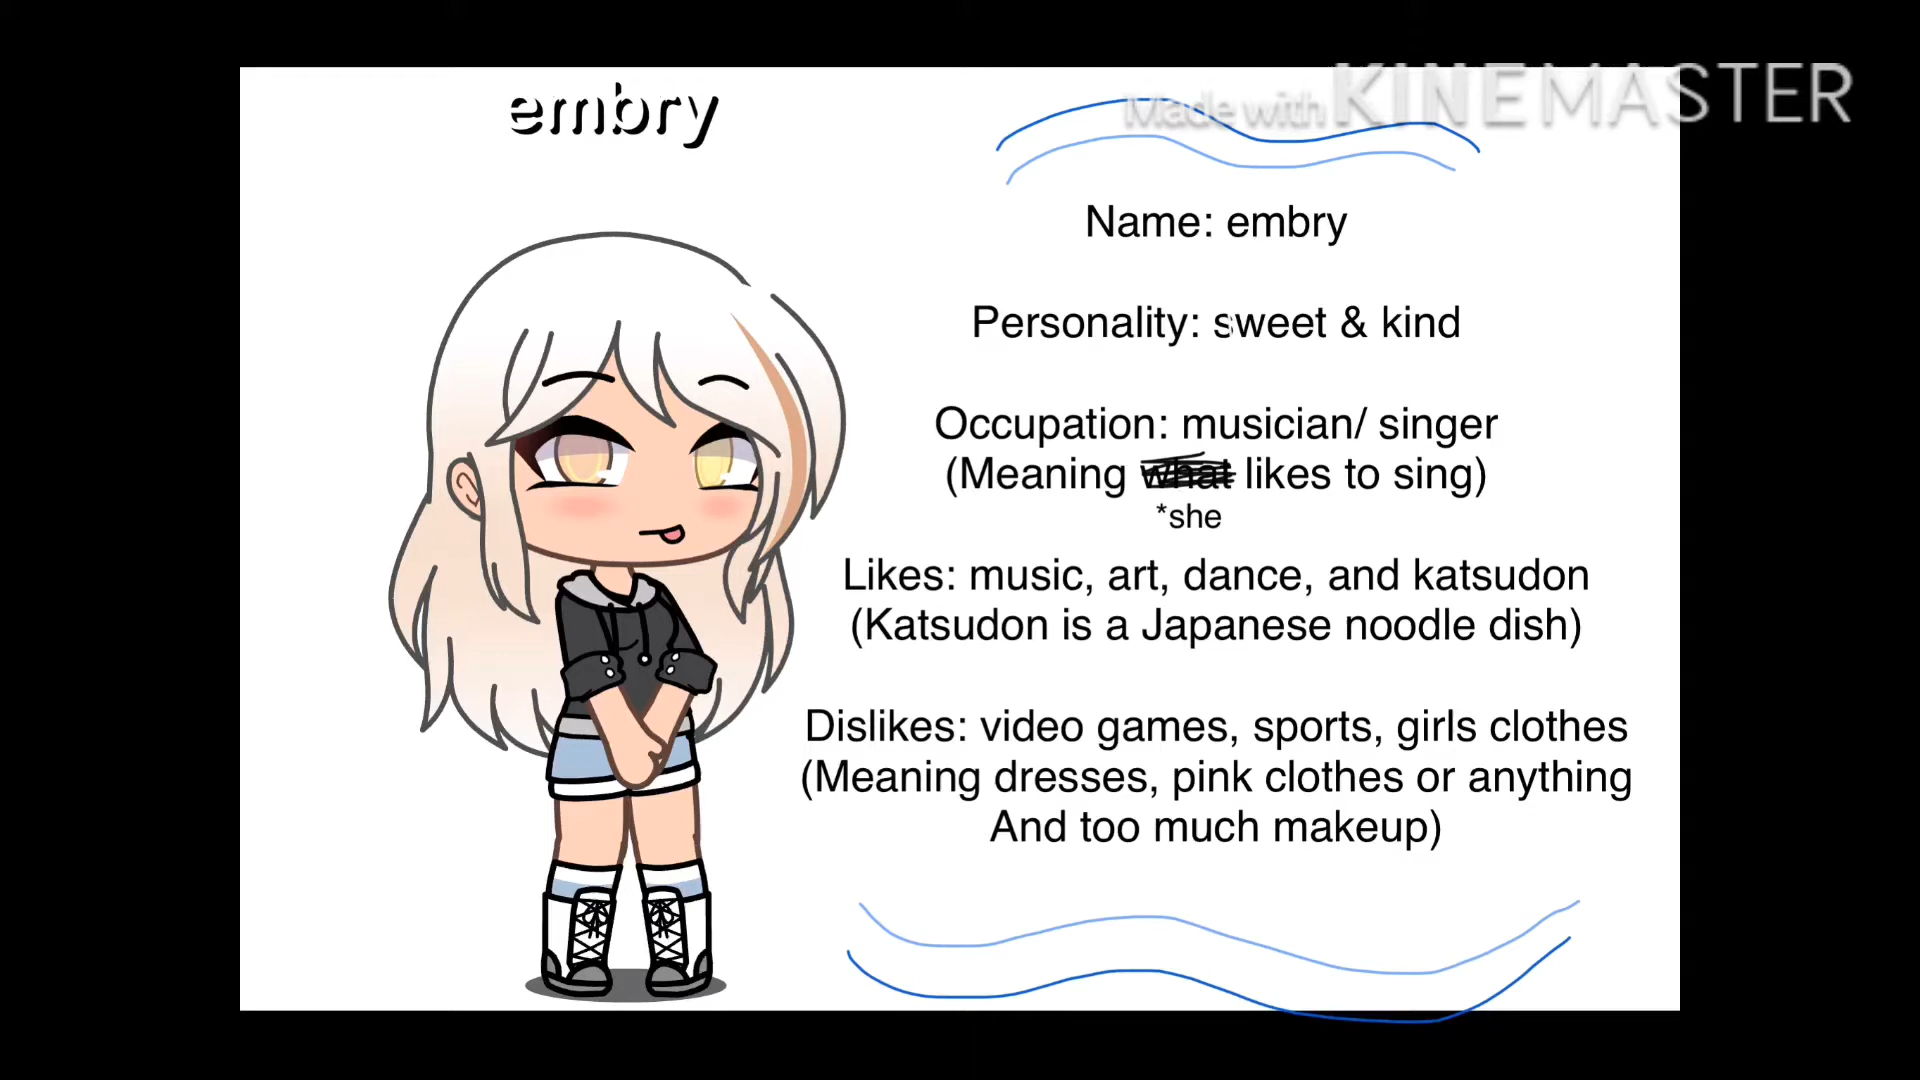 embry
Made with KINEMASTER
Name: embry
Personality: sweet & kind
Occupation: musician/ singer
(Meaning what likes to sing)
*she
Likes: music, art, dance, and katsudon
(Katsudon is a Japanese noodle dish)
Dislikes: video games, sports, girls clothes
(Meaning dresses, pink clothes or anything
And too much makeup)